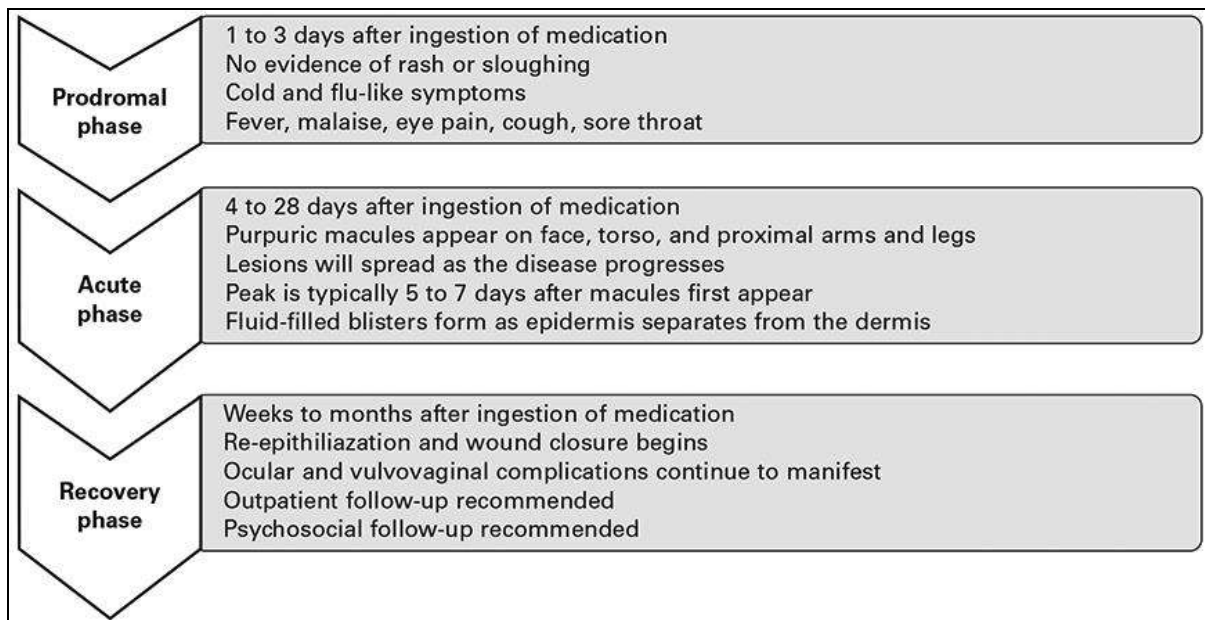 Prodromal
phase
1 to 3 days after ingestion of medication
No evidence of rash or sloughing
Cold and flu-like symptoms
Fever, malaise, eye pain, cough, sore throat
Acute
phase
4 to 28 days after ingestion of medication
Purpuric macules appear on face, torso, and proximal arms and legs
Lesions will spread as the disease progresses
Peak is typically 5 to 7 days after macules first appear
Fluid-filled blisters form as epidermis separates from the dermis
Recovery
phase
Weeks to months after ingestion of medication
Re-epithiliazation and wound closure begins
Ocular and vulvovaginal complications continue to manifest
Outpatient follow-up recommended
Psychosocial follow-up recommended